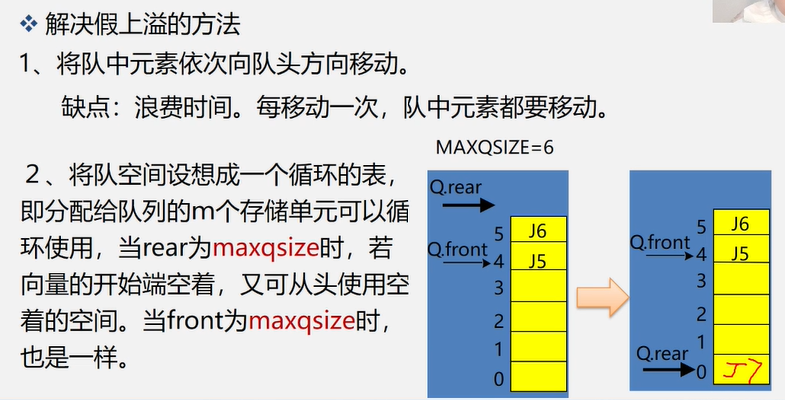 ❖ 解决假上溢的方法
1、将队中元素依次向队头方向移动。
缺点：浪费时间。每移动一次，队中元素都要移动。
２、将队空间设想成一个循环的表，
即分配给队列的m个存储单元可以循
环使用，当rear为maxqsize时，若
向量的开始端空着，又可从头使用空
着的空间。当front为maxqsize时，
也是一样。
MAXQSIZE=6
Q.rear
5 J6
Q.front
4 J5
3
2
1
0
5 J6
Q.front
4 J5
3
2
1
Q.rear
0 J7